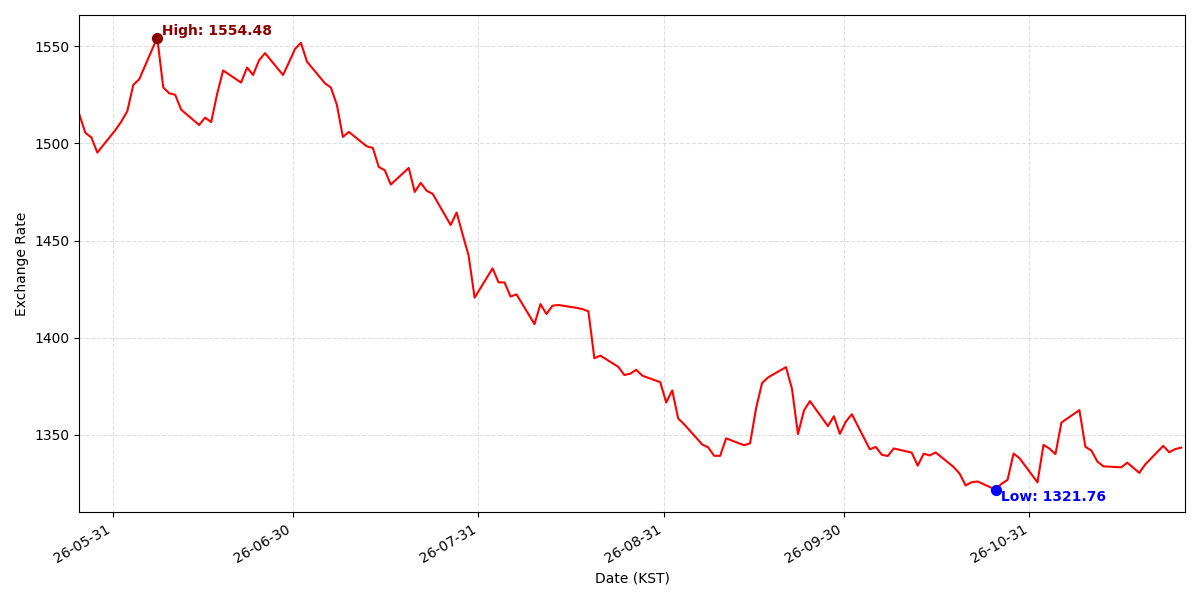 High: 1554.48
1550
1500
1450
1400
1350
Exchange Rate
Low: 1321.76
26-05-31
26-06-30
26-07-31
26-08-31
26-09-30
26-10-31
Date (KST)